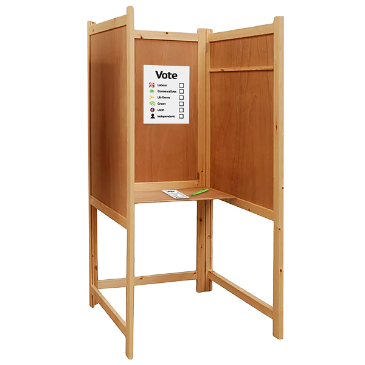 Vote
Labour
Conservatives
Lib Dems
Green
UKIP
Independent